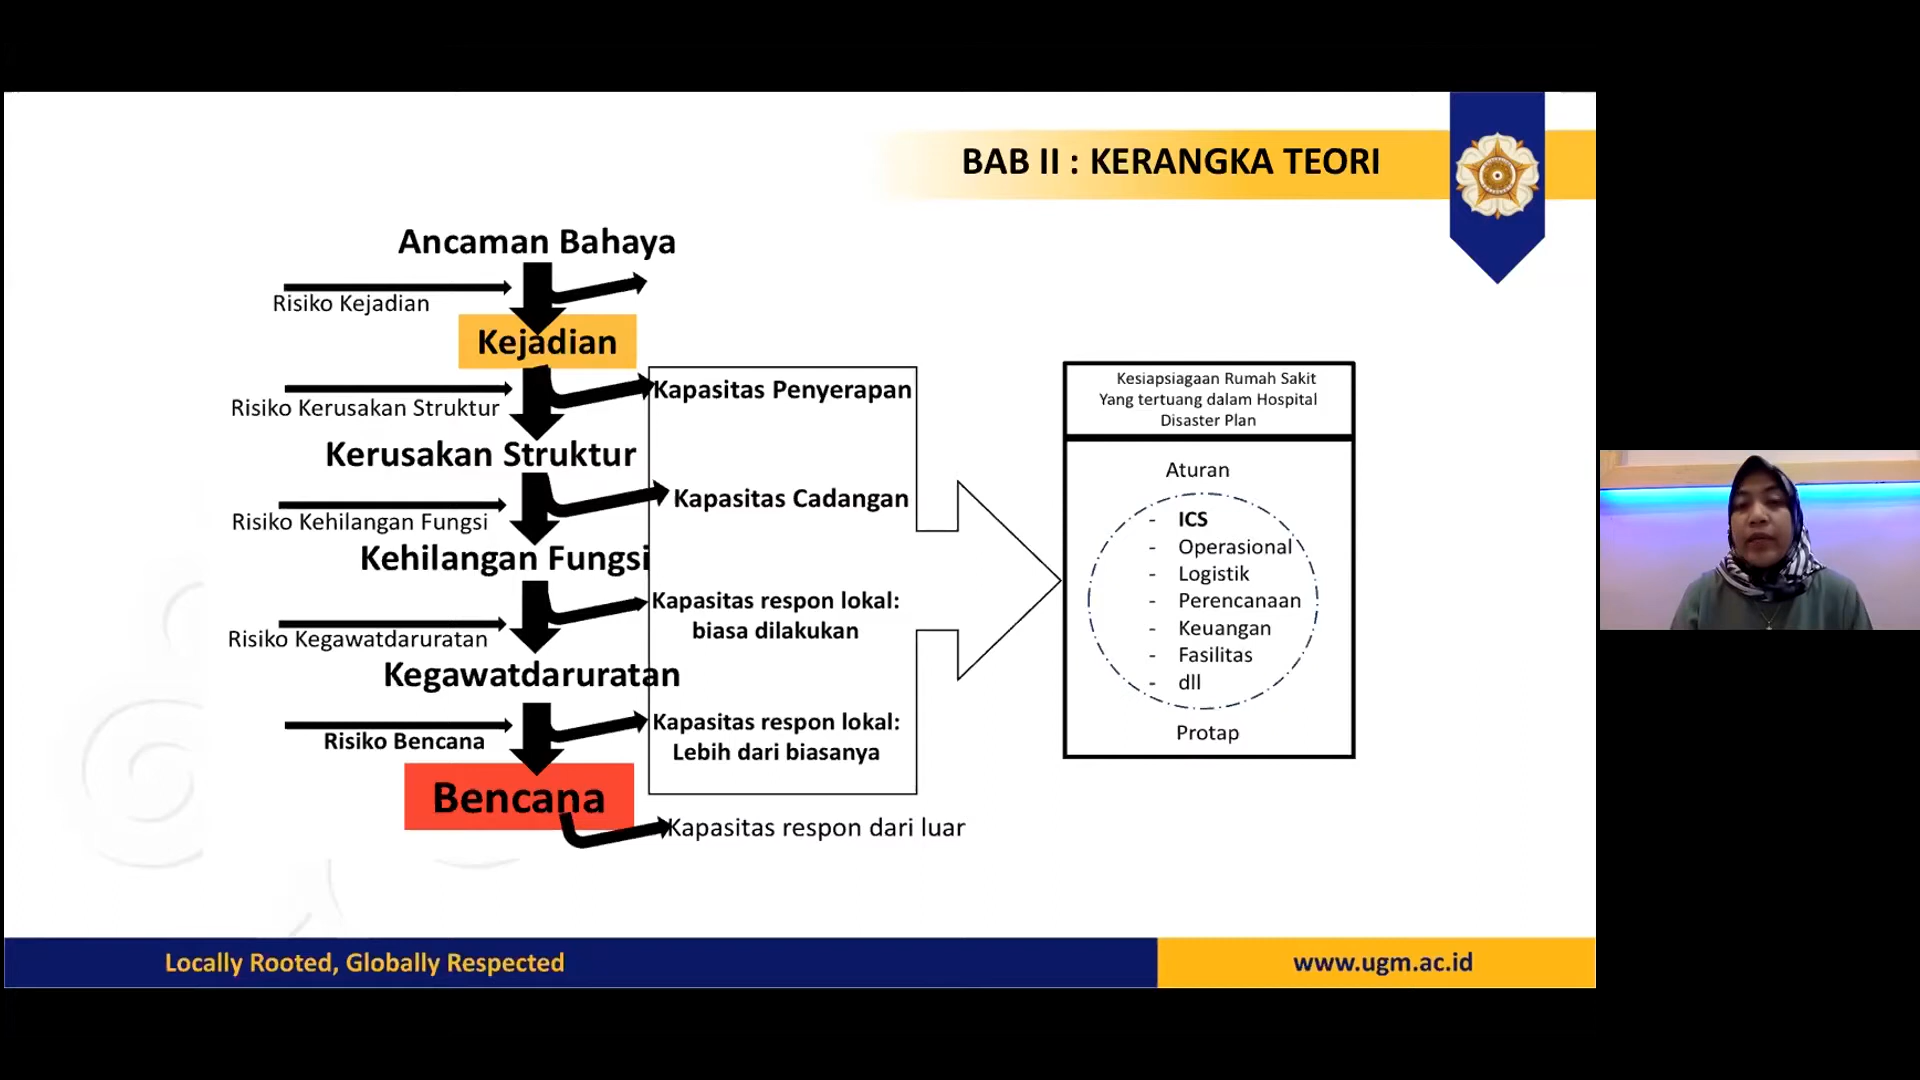 BAB II : KERANGKA TEORI
Ancaman Bahaya
Risiko Kejadian
Kejadian
Risiko Kerusakan Struktur
Kapasitas Penyerapan
Kerusakan Struktur
Risiko Kehilangan Fungsi
Kapasitas Cadangan
Kehilangan Fungsi
Risiko Kegawatdaruratan
Kapasitas respon lokal:
biasa dilakukan
Kegawatdaruratan
Risiko Bencana
Kapasitas respon lokal:
Lebih dari biasanya
Bencana
Kapasitas respon dari luar
Kesiapsiagaan Rumah Sakit
Yang tertuang dalam Hospital
Disaster Plan
Aturan
- ICS
- Operasional
- Logistik
- Perencanaan
- Keuangan
- Fasilitas
- dll
Protap
Locally Rooted, Globally Respected
www.ugm.ac.id